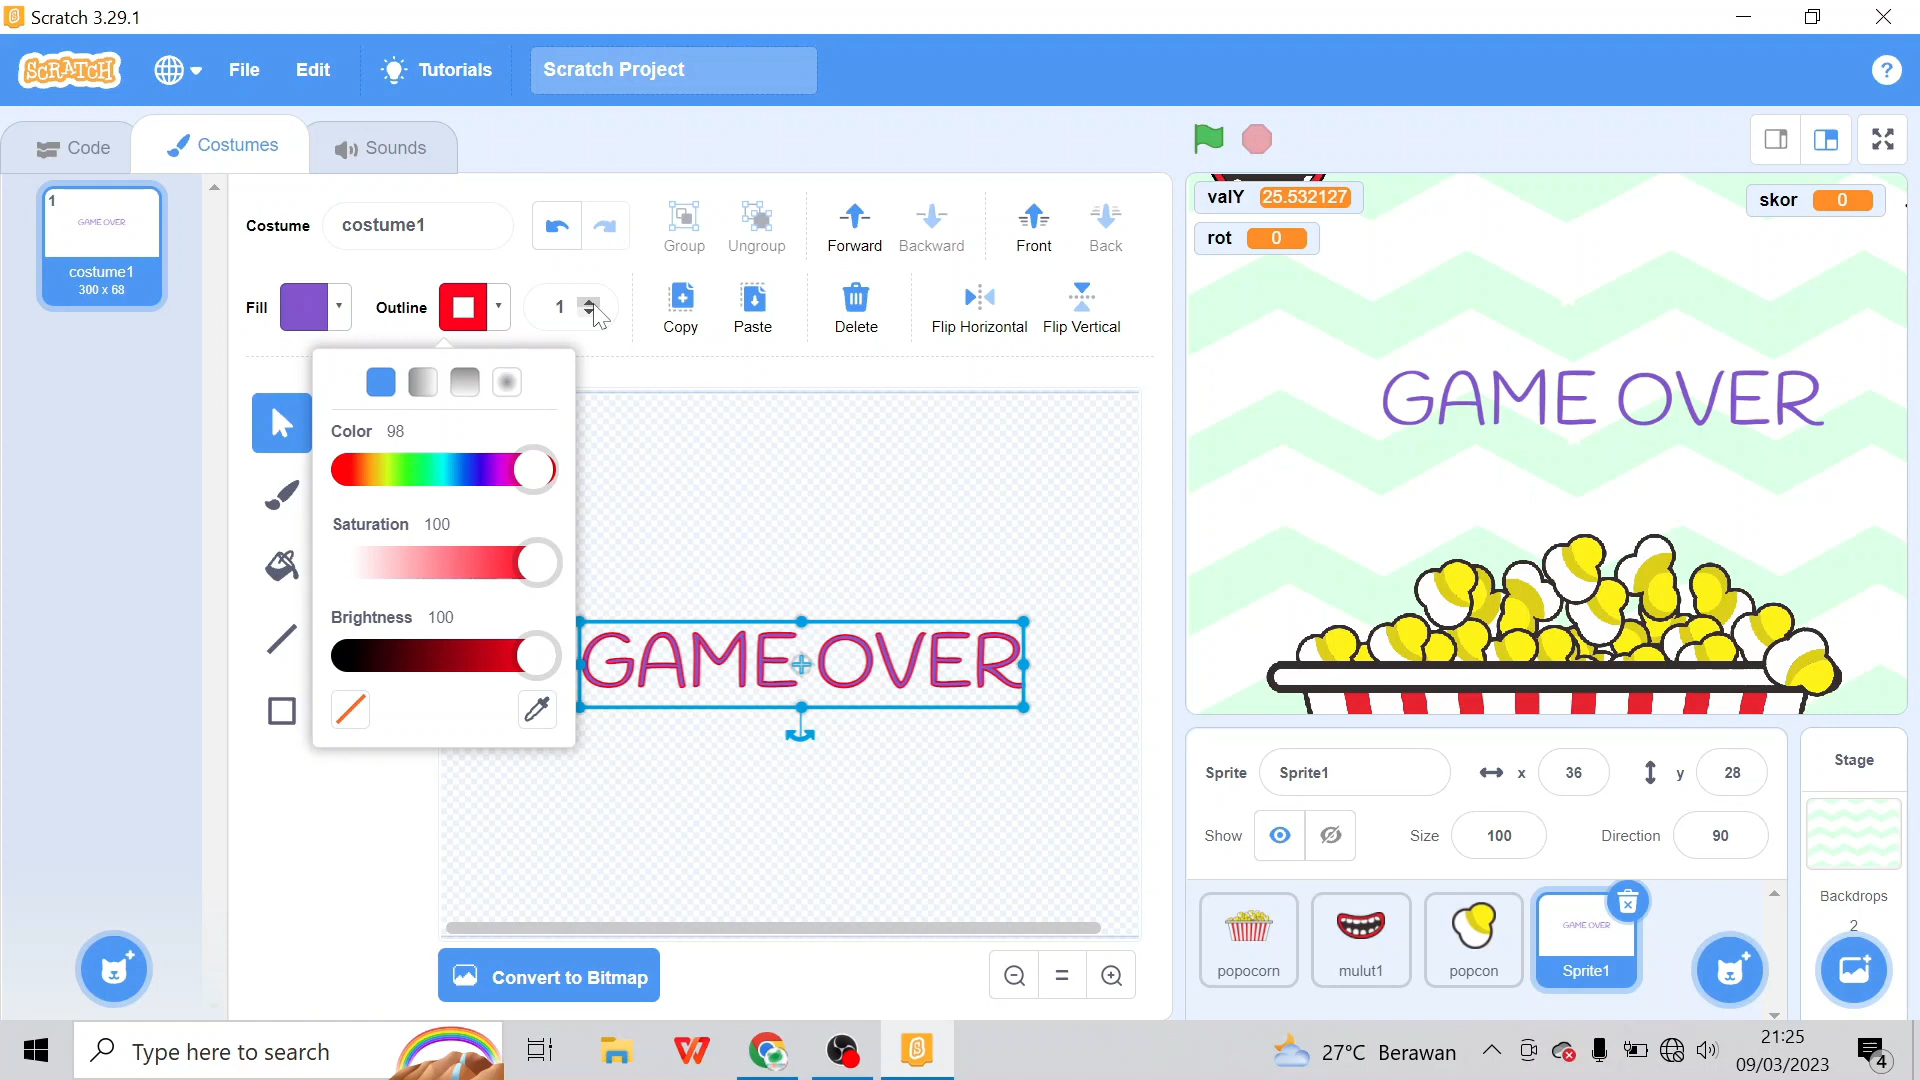 Scratch 3.29.1
SCRATCH
File Edit Tutorials Scratch Project
Code Costumes Sounds
1
GAME OVER
costume1
300 x 68
Costume costume1
Group Ungroup Forward Backward Front Back
Fill Outline 1
Copy Paste Delete Flip Horizontal Flip Vertical
Color 98
Saturation 100
Brightness 100
GAME OVER
Convert to Bitmap
valY 25.532127
skor 0
rot 0
GAME OVER
Sprite Sprite1 x 36 y 28
Show Size 100 Direction 90
popocorn
mulut1
popcon
GAME OVER
Sprite1
Stage
Backdrops
2
Type here to search
27°C Berawan
21:25
09/03/2023
4